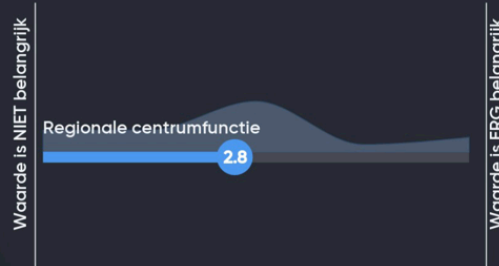 Waarde is NIET belangrijk
Regionale centrumfunctie
2.8
Waarde is ERG belangrijk